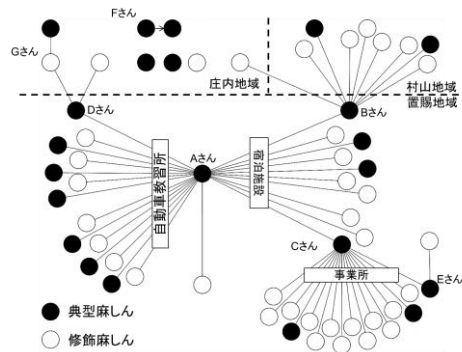 Fさん
Gさん
庄内地域
村山地域
置賜地域
Dさん
Bさん
Aさん
自動車教習所
宿泊施設
Cさん
事業所
Eさん
典型麻しん
修飾麻しん